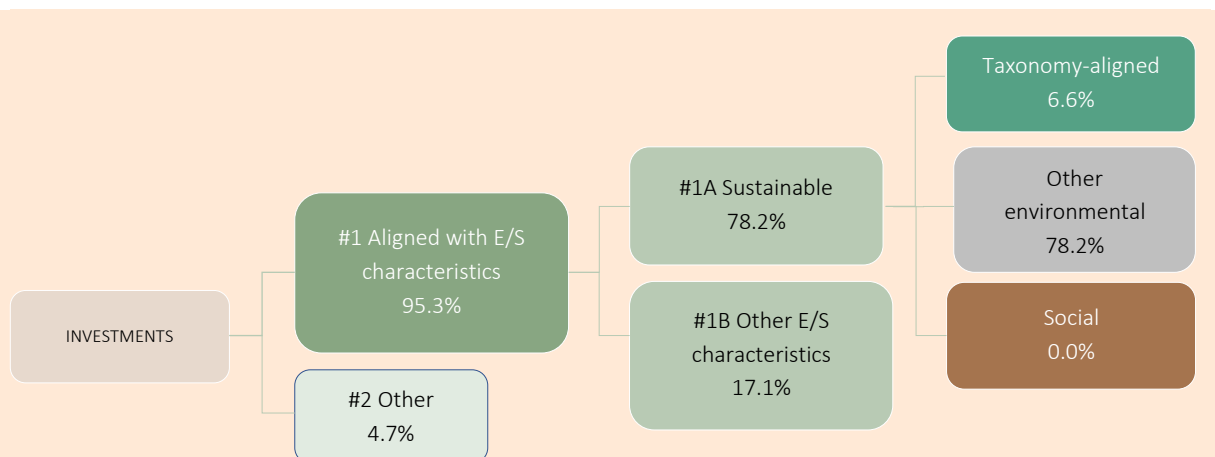 INVESTMENTS
#1 Aligned with E/S
characteristics
95.3%
#2 Other
4.7%
#1A Sustainable
78.2%
#1B Other E/S
characteristics
17.1%
Taxonomy-aligned
6.6%
Other
environmental
78.2%
Social
0.0%